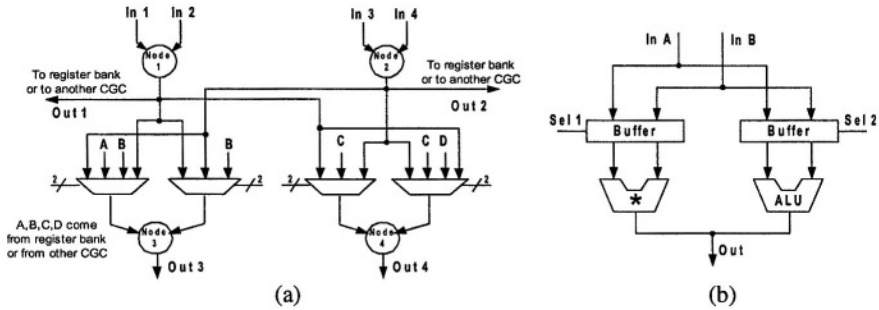 In 1 In 2
Node 1
To register bank
or to another CGC
Out 1
In 3 In 4
Node 2
To register bank
or to another CGC
Out 2
A B B
C C D
2 2 2 2
A,B,C,D come
from register bank
or from other CGC
Node 3
Out 3
Node 4
Out 4
(a)
In A In B
Sel 1 Buffer Buffer Sel 2
* ALU
Out
(b)